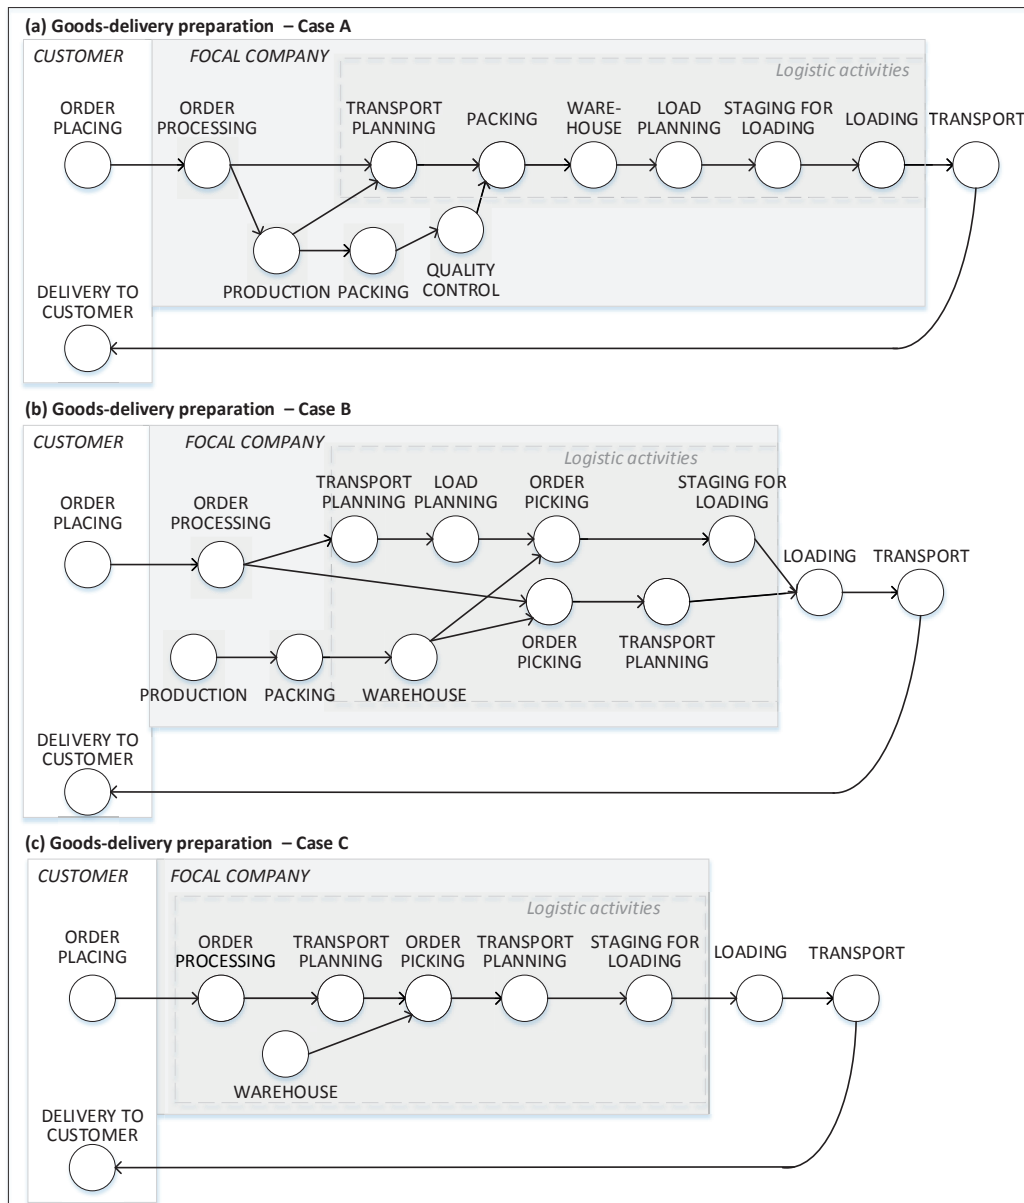 (a) Goods-delivery preparation – Case A
CUSTOMER
FOCAL COMPANY
Logistic activities
ORDER
PLACING
ORDER
PROCESSING
TRANSPORT
PLANNING
PACKING
WARE-
HOUSE
LOAD
PLANNING
STAGING FOR
LOADING
LOADING
TRANSPORT
PRODUCTION
PACKING
QUALITY
CONTROL
DELIVERY TO
CUSTOMER
(b) Goods-delivery preparation – Case B
CUSTOMER
FOCAL COMPANY
Logistic activities
ORDER
PLACING
ORDER
PROCESSING
TRANSPORT
PLANNING
LOAD
PLANNING
ORDER
PICKING
STAGING FOR
LOADING
LOADING
TRANSPORT
ORDER
PICKING
TRANSPORT
PLANNING
PRODUCTION
PACKING
WAREHOUSE
DELIVERY TO
CUSTOMER
(c) Goods-delivery preparation – Case C
CUSTOMER
FOCAL COMPANY
Logistic activities
ORDER
PLACING
ORDER
PROCESSING
TRANSPORT
PLANNING
ORDER
PICKING
TRANSPORT
PLANNING
STAGING FOR
LOADING
LOADING
TRANSPORT
WAREHOUSE
DELIVERY TO
CUSTOMER